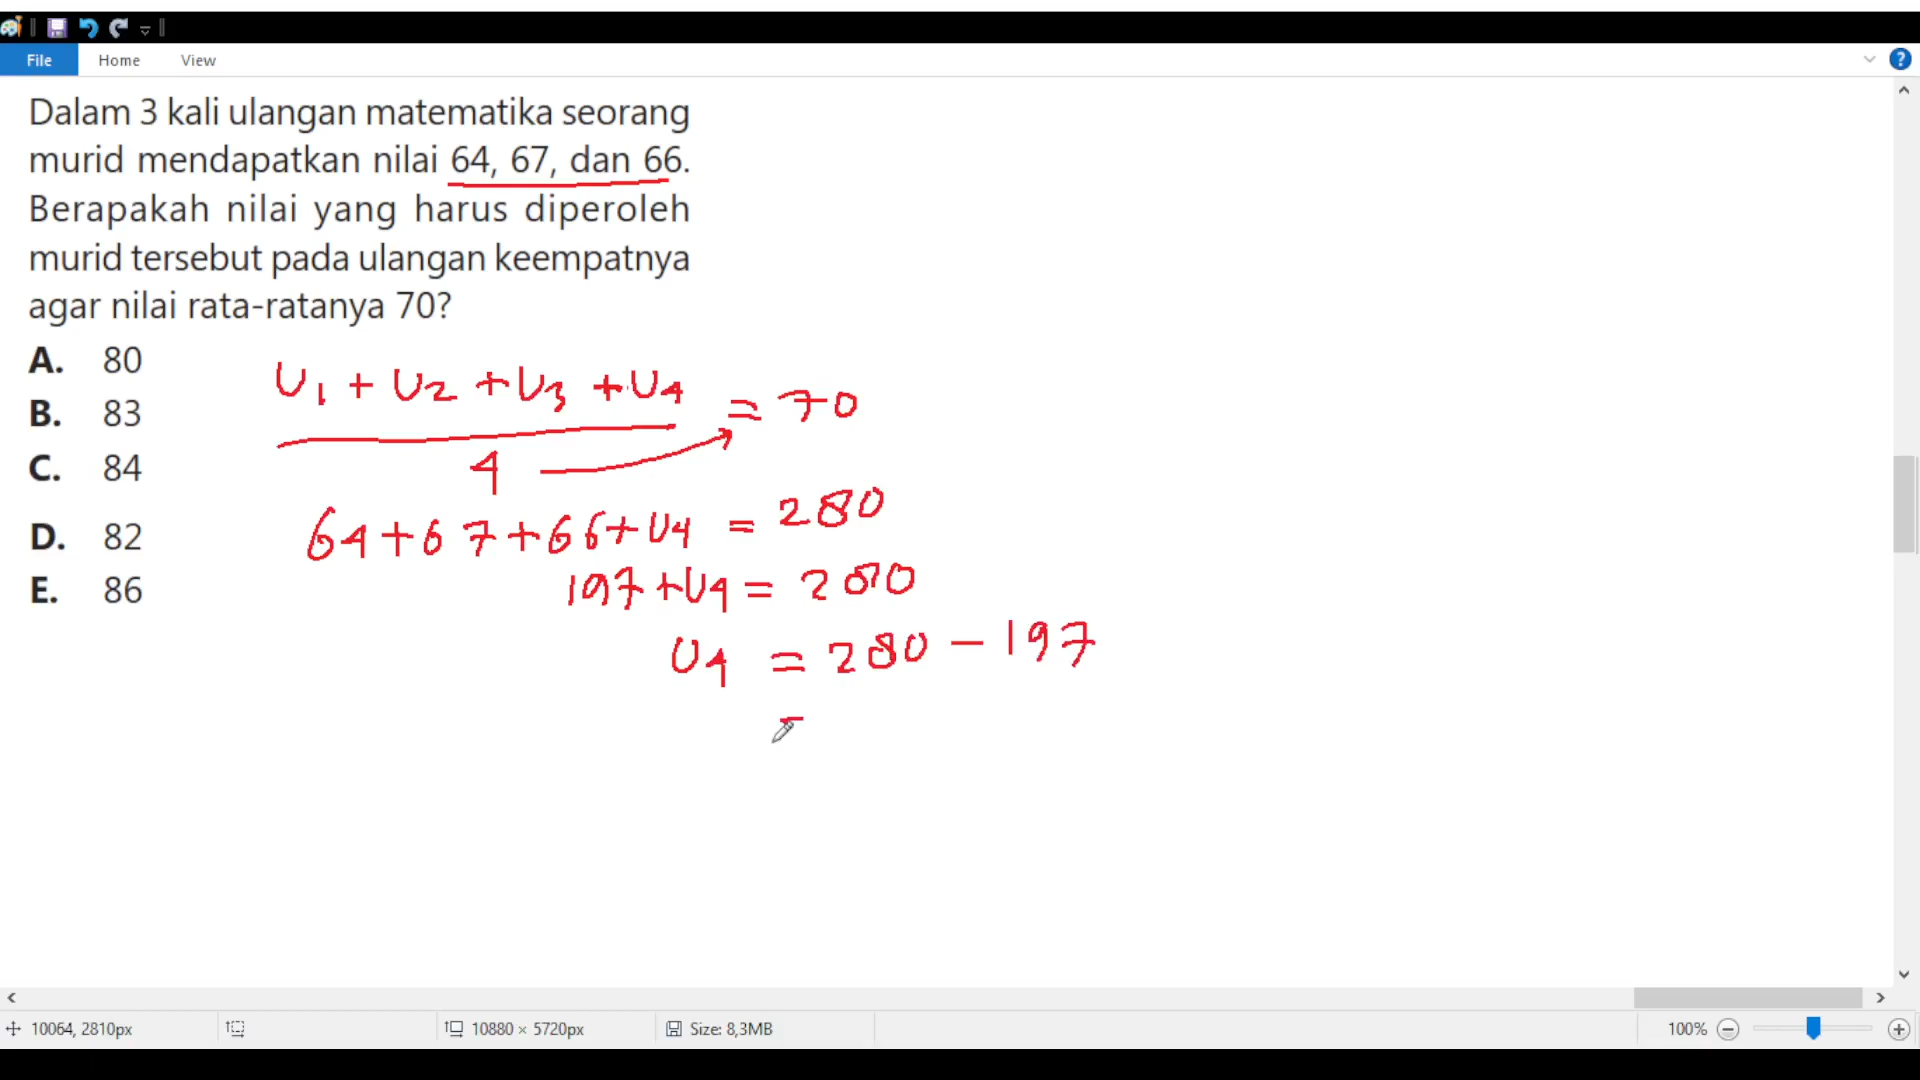 File Home View
Dalam 3 kali ulangan matematika seorang
murid mendapatkan nilai 64, 67, dan 66.
Berapakah nilai yang harus diperoleh
murid tersebut pada ulangan keempatnya
agar nilai rata-ratanya 70?
A. 80
B. 83
C. 84
D. 82
E. 86
U1 + U2 + U3 + U4 = 70
4
64 + 67 + 66 + U4 = 280
197 + U4 = 280
U4 = 280 - 197
10064, 2810px 10880 × 5720px Size: 8,3MB 100%